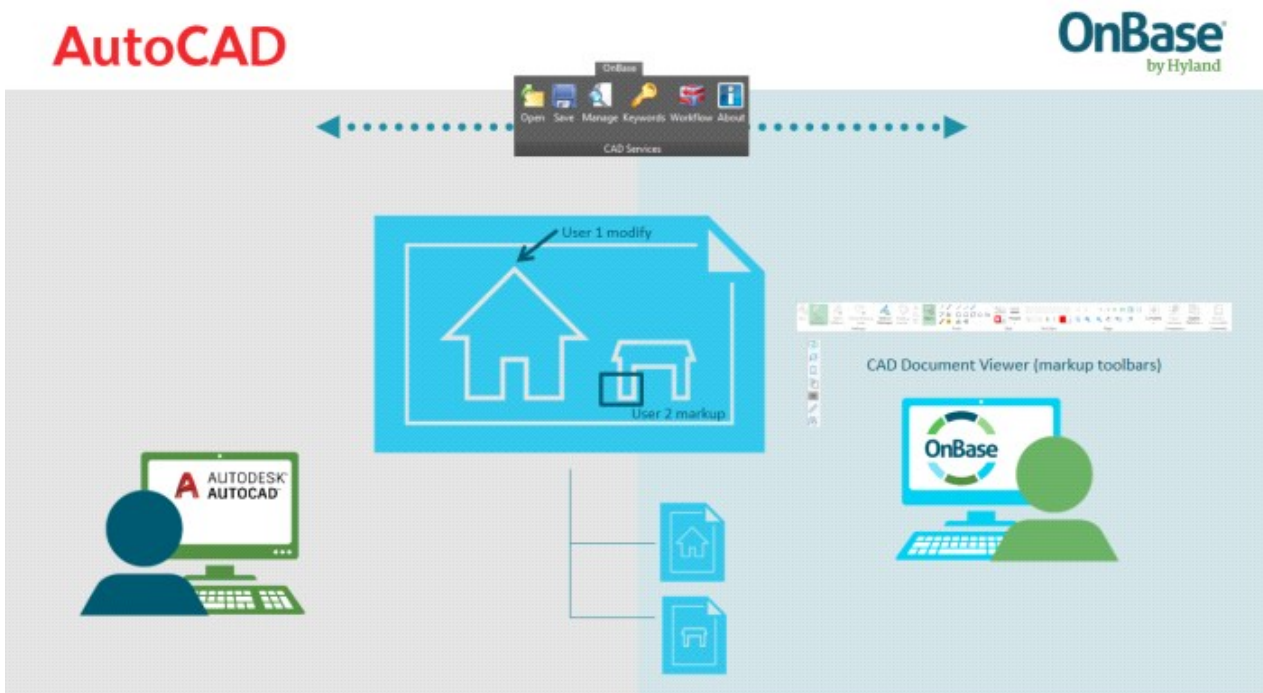 AutoCAD
OnBase®
by Hyland
OnBase
Open Save Manage Keywords Workflow About
CAD Services
User 1 modify
User 2 markup
CAD Document Viewer (markup toolbars)
AUTODESK®
AUTOCAD®
OnBase